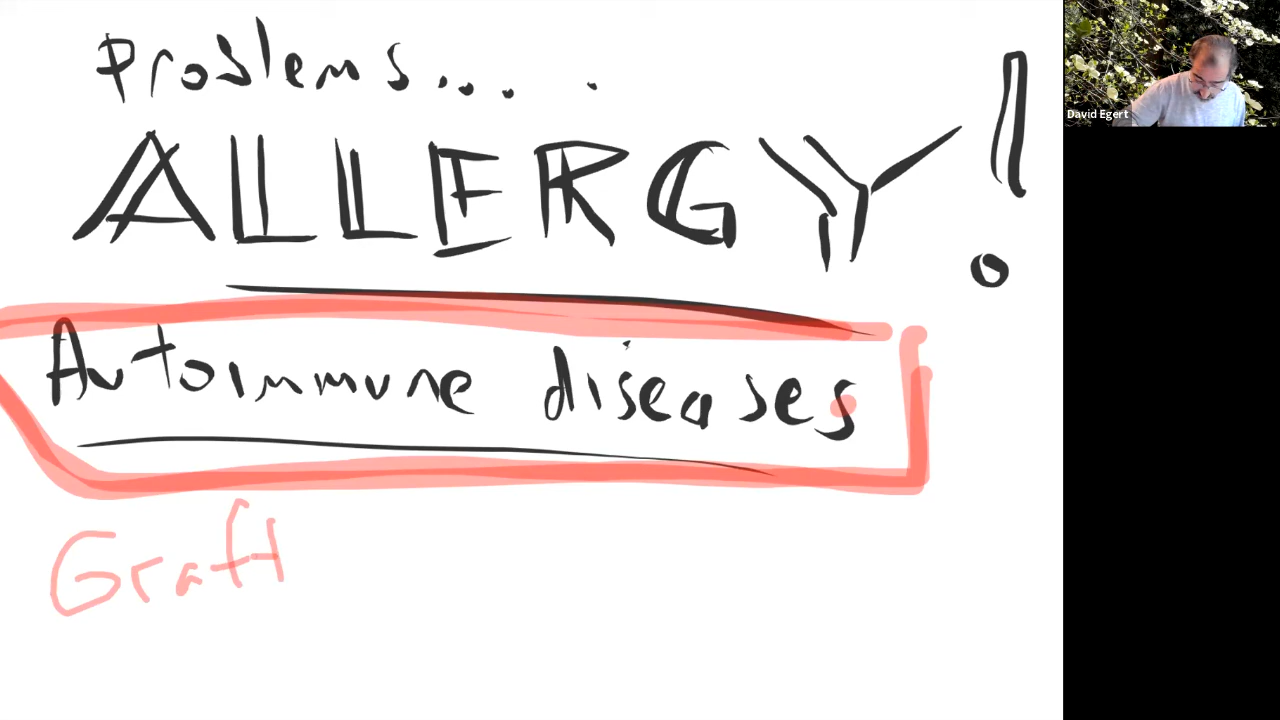 Problems... .
ALLERGY!
Autoimmune diseases
Graft
David Egert